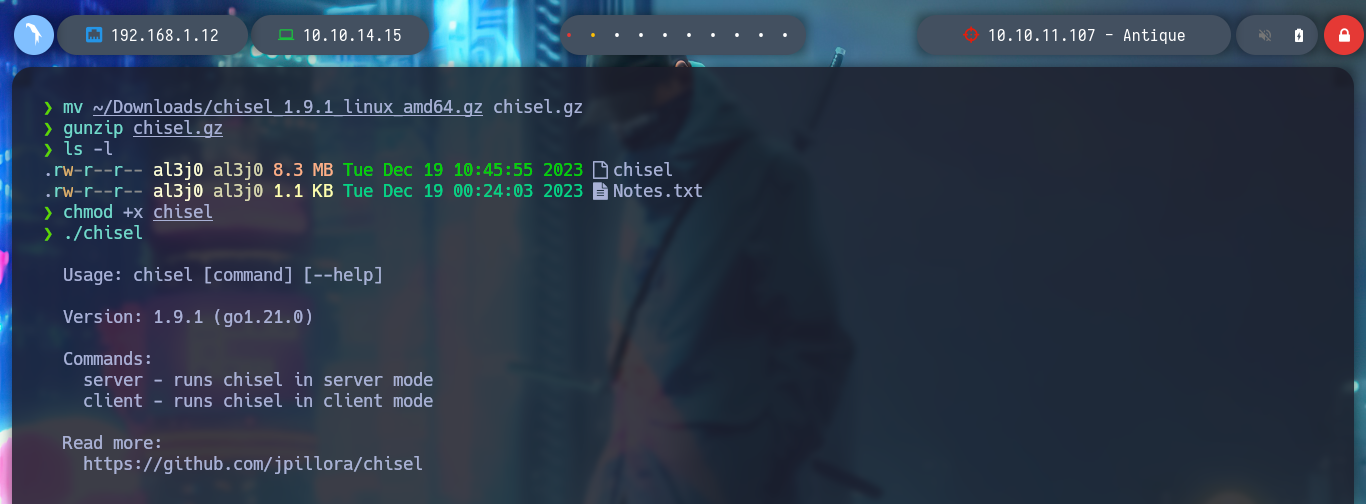 192.168.1.12 10.10.14.15 10.10.11.107 - Antique
❯ mv ~/Downloads/chisel_1.9.1_linux_amd64.gz chisel.gz
❯ gunzip chisel.gz
❯ ls -l
.rw-r--r-- al3j0 al3j0 8.3 MB Tue Dec 19 10:45:55 2023 chisel
.rw-r--r-- al3j0 al3j0 1.1 KB Tue Dec 19 00:24:03 2023 Notes.txt
❯ chmod +x chisel
❯ ./chisel
Usage: chisel [command] [--help]
Version: 1.9.1 (go1.21.0)
Commands:
server - runs chisel in server mode
client - runs chisel in client mode
Read more:
https://github.com/jpillora/chisel